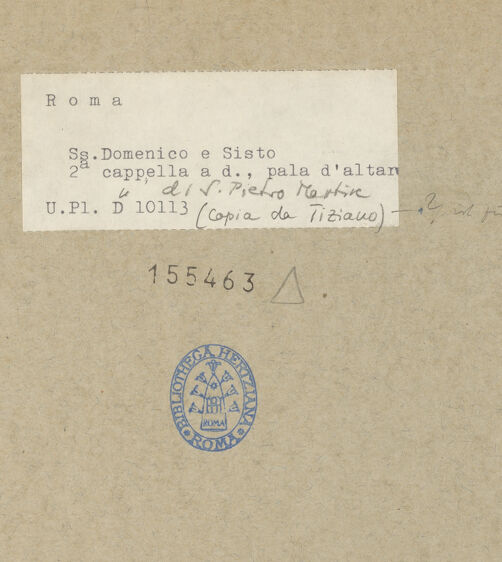 Roma
Ss.Domenico e Sisto
2ª cappella a d., pala d'altar
" di S. Pietro Martire
U.Pl. D 10113 (copia da Tiziano) - ?
155463
BIBLIOTHECA HERTZIANA
ROMA
ROMA